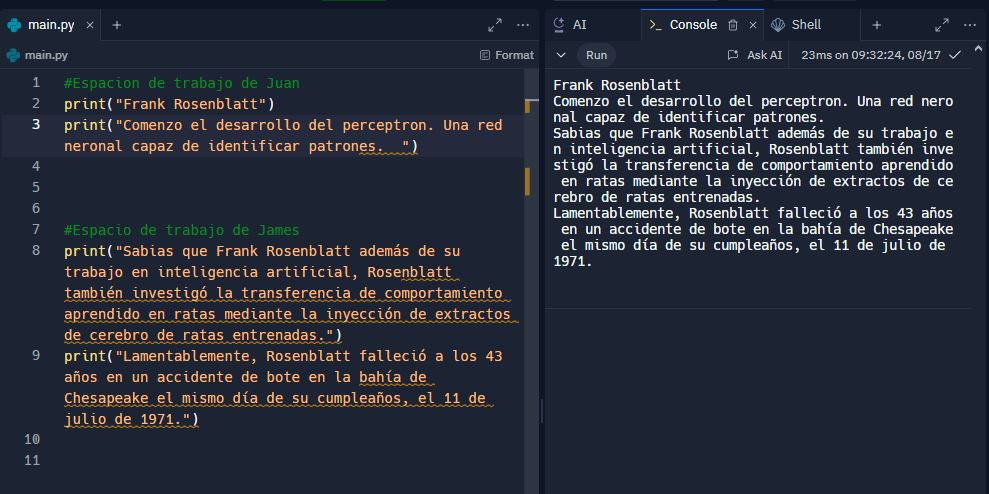 main.py
AI
Console
Shell
main.py
Format
Run
Ask AI
23ms on 09:32:24, 08/17
1 #Espacion de trabajo de Juan
2 print("Frank Rosenblatt")
3 print("Comenzo el desarrollo del perceptron. Una red
neronal capaz de identificar patrones.  ")
4
5
6
7 #Espacio de trabajo de James
8 print("Sabias que Frank Rosenblatt además de su
trabajo en inteligencia artificial, Rosenblatt
también investigó la transferencia de comportamiento
aprendido en ratas mediante la inyección de extractos
de cerebro de ratas entrenadas.")
9 print("Lamentablemente, Rosenblatt falleció a los 43
años en un accidente de bote en la bahía de
Chesapeake el mismo día de su cumpleaños, el 11 de
julio de 1971.")
10
11
Frank Rosenblatt
Comenzo el desarrollo del perceptron. Una red nero
nal capaz de identificar patrones.
Sabias que Frank Rosenblatt además de su trabajo e
n inteligencia artificial, Rosenblatt también inve
stigó la transferencia de comportamiento aprendido
en ratas mediante la inyección de extractos de ce
rebro de ratas entrenadas.
Lamentablemente, Rosenblatt falleció a los 43 años
en un accidente de bote en la bahía de Chesapeake
el mismo día de su cumpleaños, el 11 de julio de
1971.